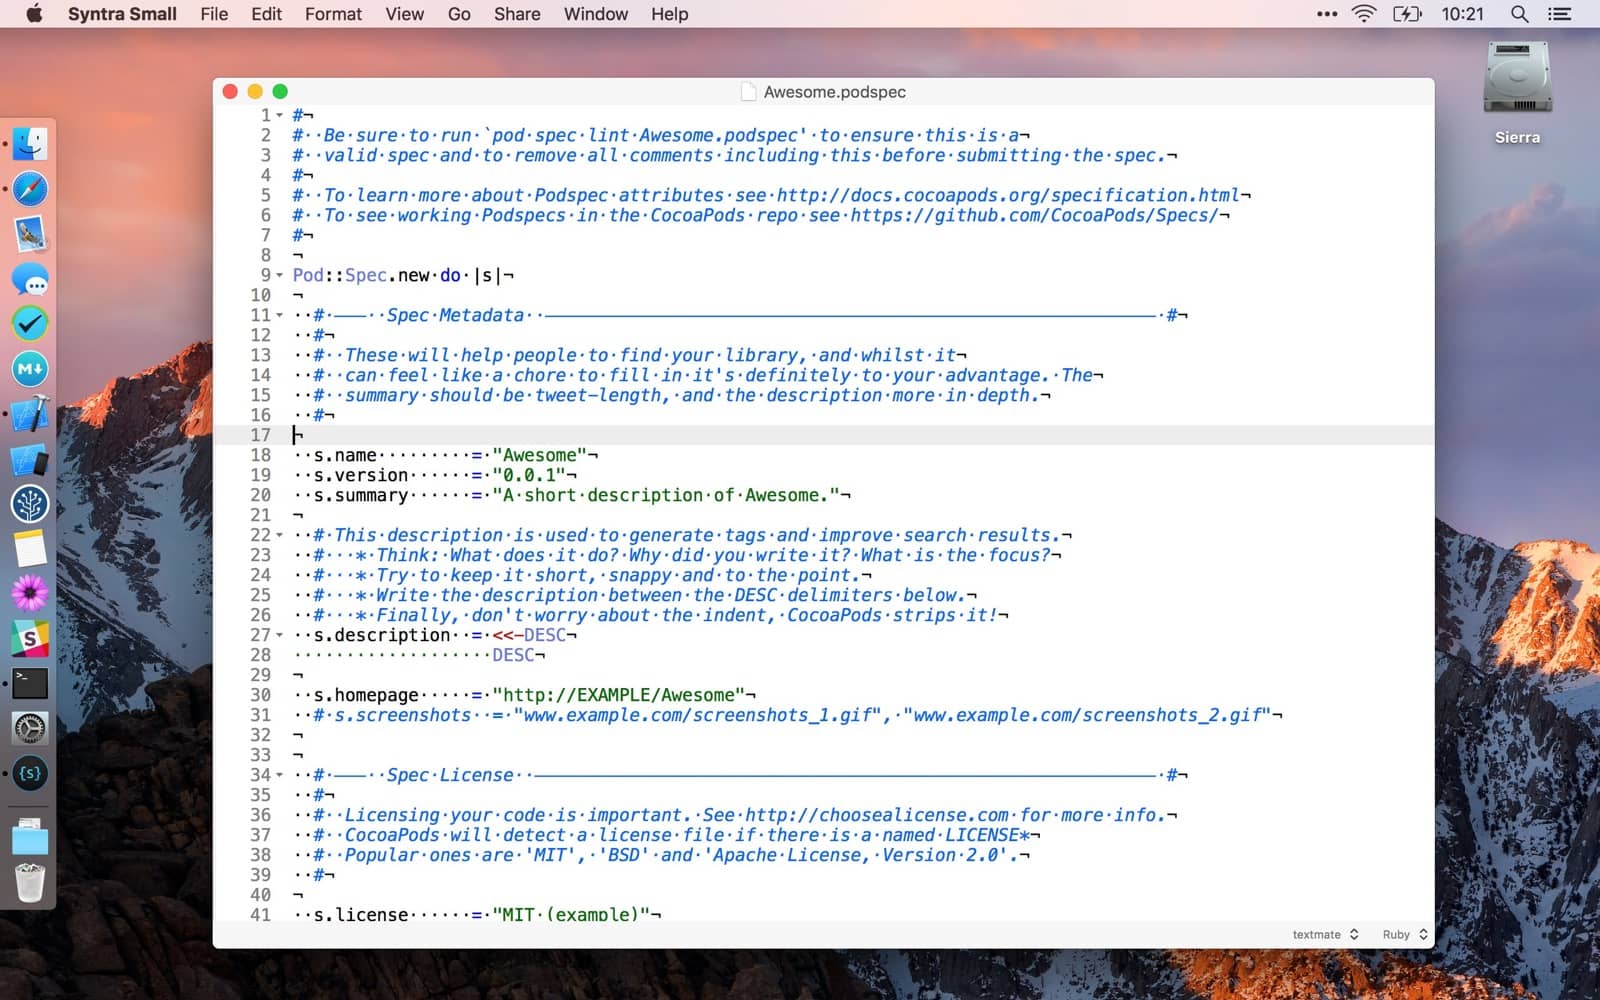 Syntra Small File Edit Format View Go Share Window Help 10:21
Sierra
Awesome.podspec
1 #¬
2 #··Be·sure·to·run·`pod·spec·lint·Awesome.podspec'·to·ensure·this·is·a¬
3 #··valid·spec·and·to·remove·all·comments·including·this·before·submitting·the·spec.¬
4 #¬
5 #··To·learn·more·about·Podspec·attributes·see·http://docs.cocoapods.org/specification.html¬
6 #··To·see·working·Podspecs·in·the·CocoaPods·repo·see·https://github.com/CocoaPods/Specs/¬
7 #¬
8 ¬
9 Pod::Spec.new·do·|s|¬
10 ¬
11 ··#·―――··Spec·Metadata··――――――――――――――――――――――――――――――――――――――――――――――――――――――――――·#¬
12 ··#¬
13 ··#··These·will·help·people·to·find·your·library,·and·whilst·it¬
14 ··#··can·feel·like·a·chore·to·fill·in·it's·definitely·to·your·advantage.·The¬
15 ··#··summary·should·be·tweet-length,·and·the·description·more·in·depth.¬
16 ··#¬
17 ¬
18 ··s.name·········=·"Awesome"¬
19 ··s.version······=·"0.0.1"¬
20 ··s.summary······=·"A·short·description·of·Awesome."¬
21 ¬
22 ··#·This·description·is·used·to·generate·tags·and·improve·search·results.¬
23 ··#···*·Think:·What·does·it·do?·Why·did·you·write·it?·What·is·the·focus?¬
24 ··#···*·Try·to·keep·it·short,·snappy·and·to·the·point.¬
25 ··#···*·Write·the·description·between·the·DESC·delimiters·below.¬
26 ··#···*·Finally,·don't·worry·about·the·indent,·CocoaPods·strips·it!¬
27 ··s.description··=·<<-DESC¬
28 ···················DESC¬
29 ¬
30 ··s.homepage·····=·"http://EXAMPLE/Awesome"¬
31 ··#·s.screenshots··=·"www.example.com/screenshots_1.gif",·"www.example.com/screenshots_2.gif"¬
32 ¬
33 ¬
34 ··#·―――··Spec·License··―――――――――――――――――――――――――――――――――――――――――――――――――――――――――――·#¬
35 ··#¬
36 ··#··Licensing·your·code·is·important.·See·http://choosealicense.com·for·more·info.¬
37 ··#··CocoaPods·will·detect·a·license·file·if·there·is·a·named·LICENSE*¬
38 ··#··Popular·ones·are·'MIT',·'BSD'·and·'Apache·License,·Version·2.0'.¬
39 ··#¬
40 ¬
41 ··s.license······=·"MIT·(example)"¬
textmate Ruby
M
S
>_
{s}